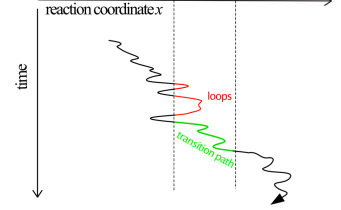 reaction coordinate x
time
loops
transition path